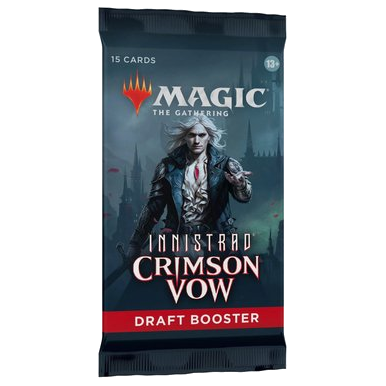 15 CARDS
13+
MAGIC
THE GATHERING
INNISTRAD
CRIMSON
VOW
DRAFT BOOSTER